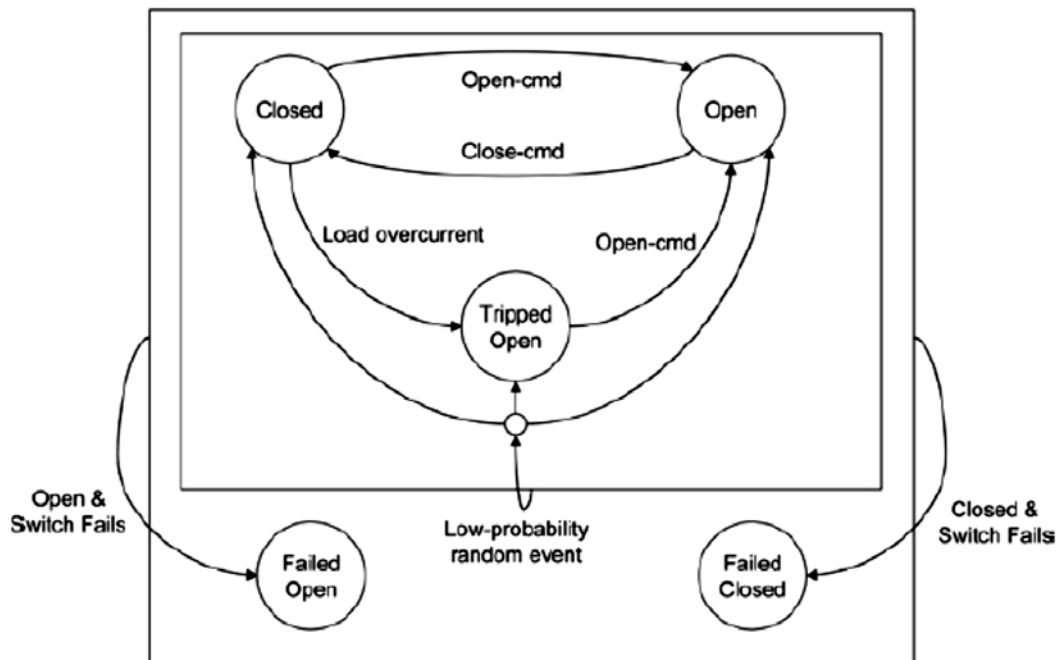 Open-cmd
Closed
Open
Close-cmd
Load overcurrent
Open-cmd
Tripped
Open
Open &
Switch Fails
Low-probability
random event
Closed &
Switch Fails
Failed
Open
Failed
Closed